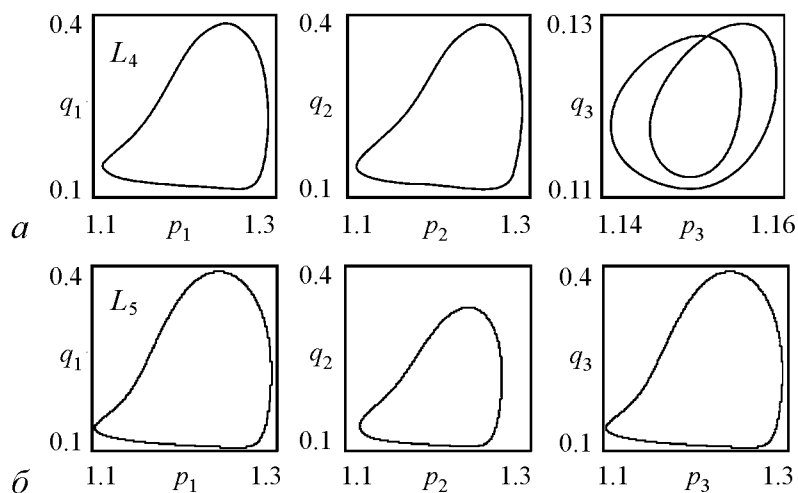 0.4 0.4 0.13
L₄
q₁ q₂ q₃
0.1 0.1 0.11
а 1.1 p₁ 1.3 1.1 p₂ 1.3 1.14 p₃ 1.16
0.4 0.4 0.4
L₅
q₁ q₂ q₃
0.1 0.1 0.1
б 1.1 p₁ 1.3 1.1 p₂ 1.3 1.1 p₃ 1.3